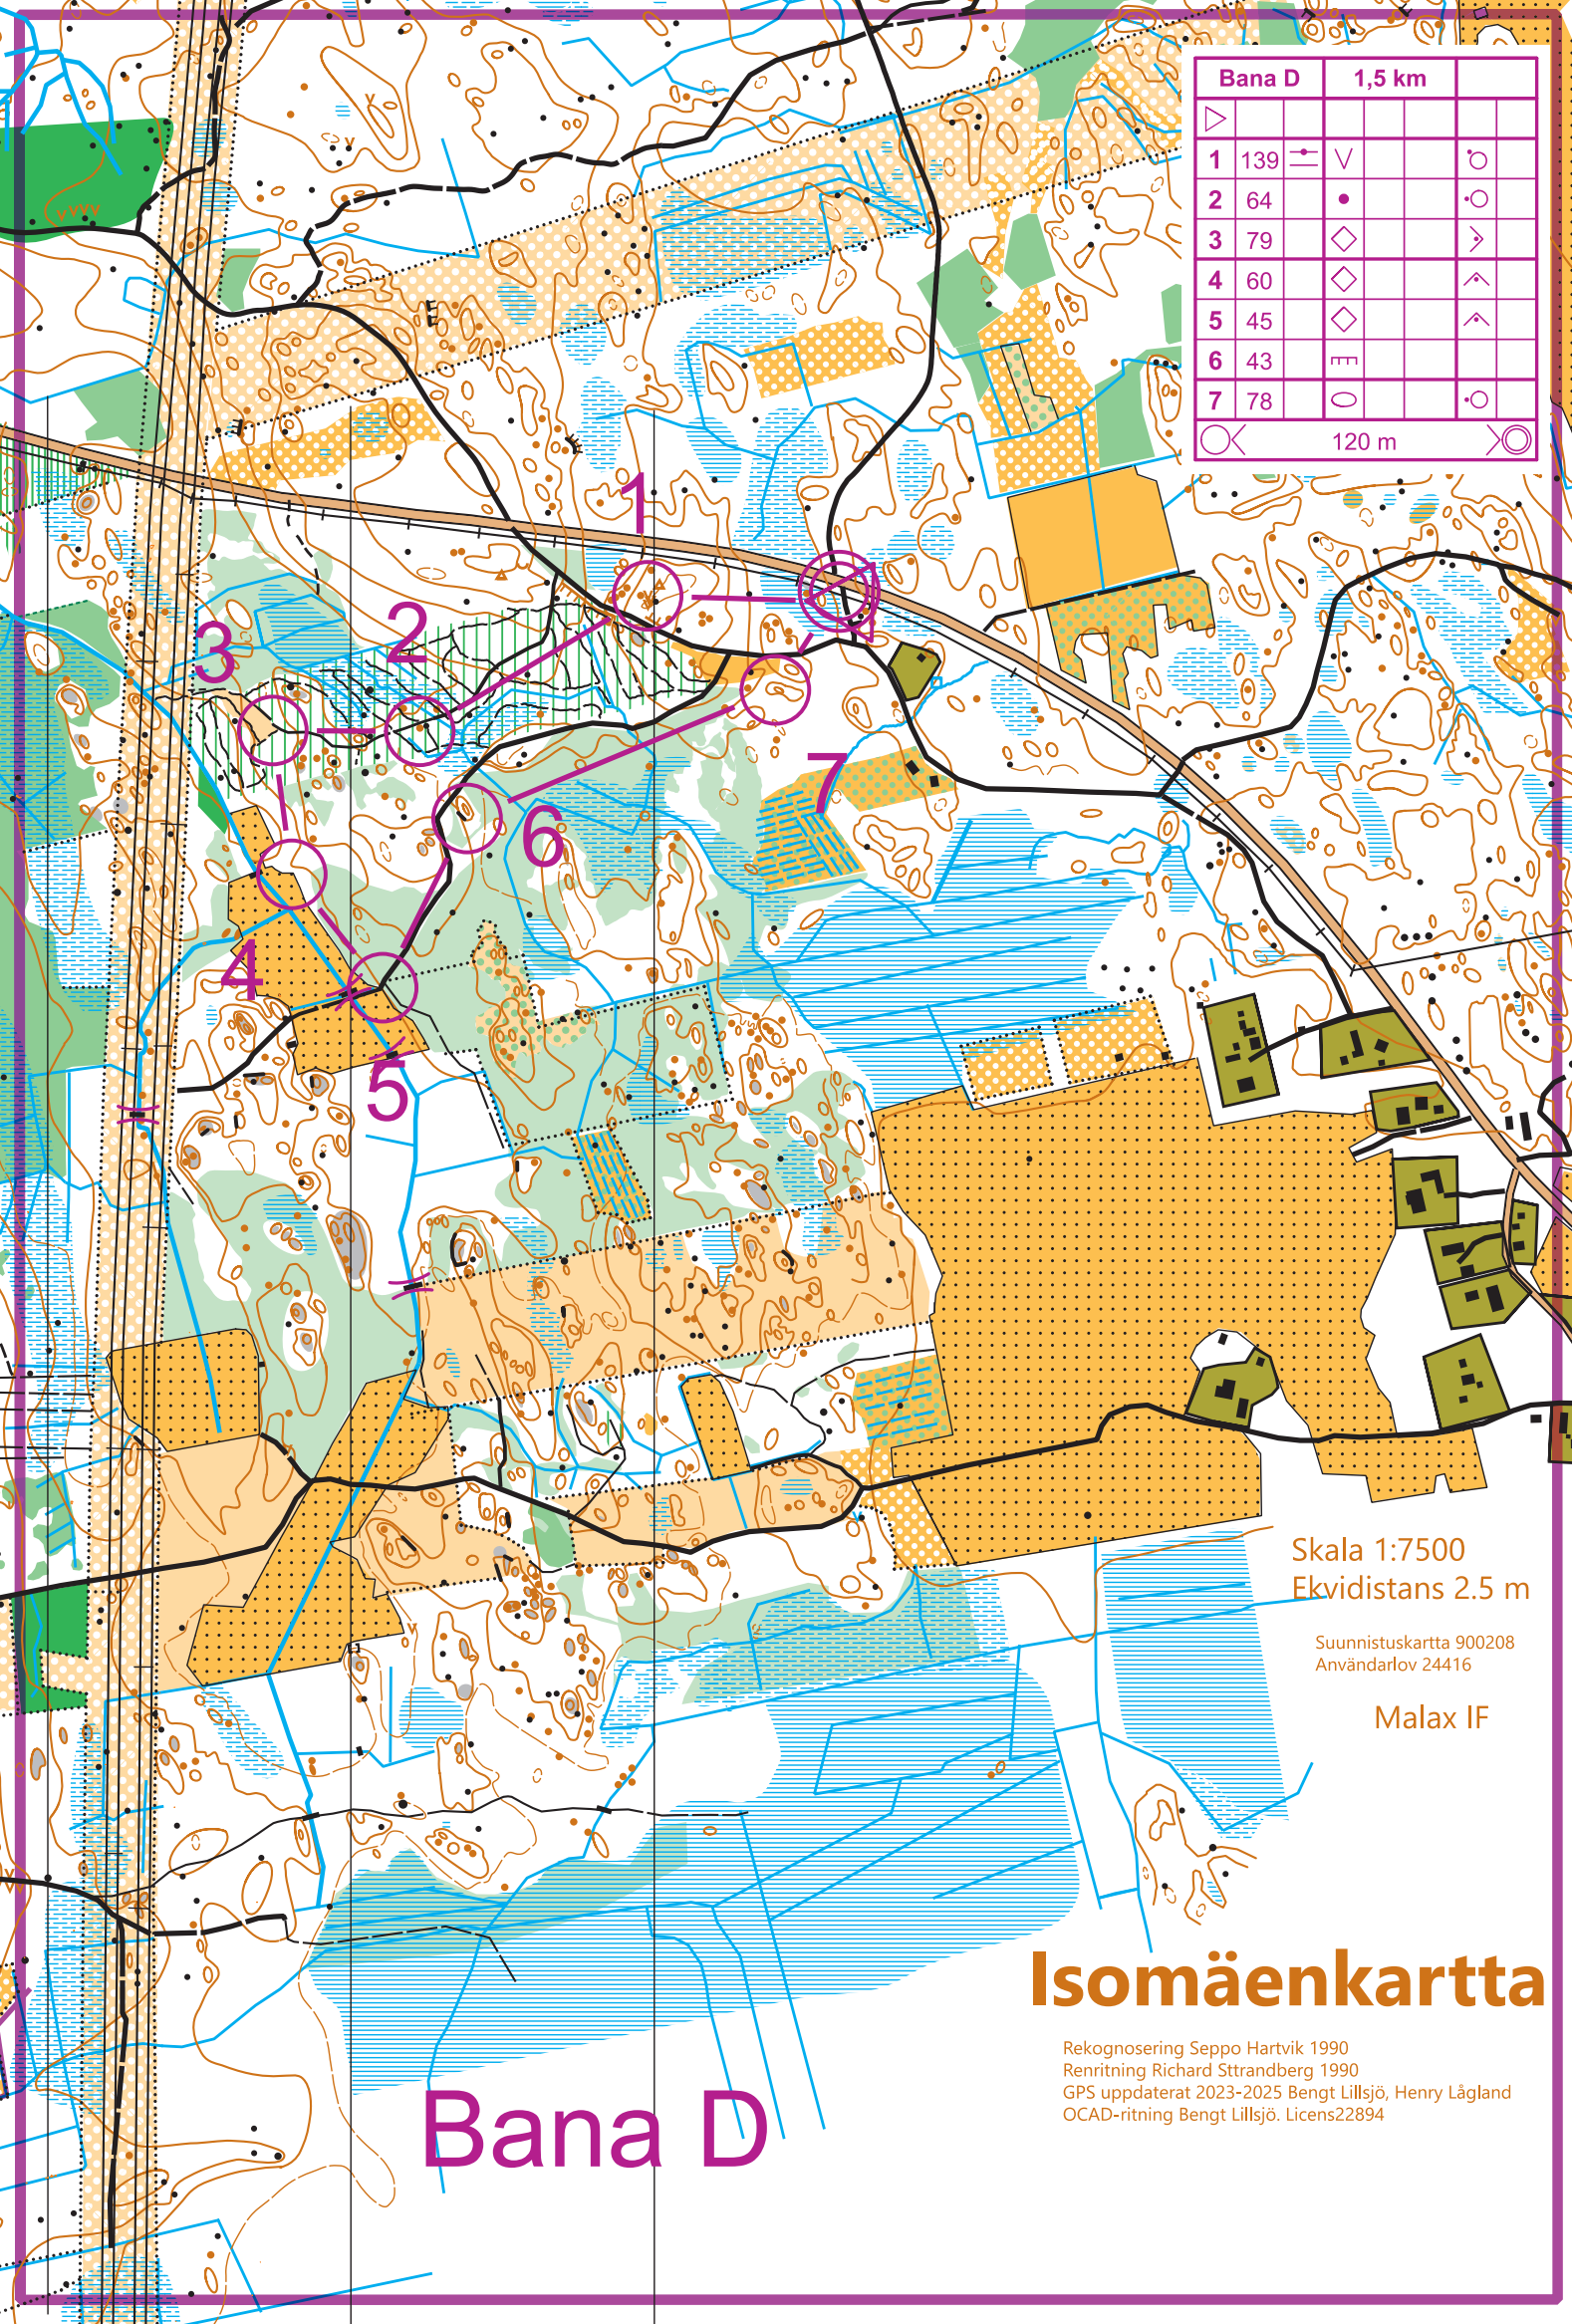 Bana D 1,5 km
1 139
2 64
3 79
4 60
5 45
6 43
7 78
120 m
1
2
3
4
5
6
7
Skala 1:7500
Ekvidistans 2.5 m
Suunnistuskartta 900208
Användarlov 24416
Malax IF
Isomäenkartta
Rekognosering Seppo Hartvik 1990
Renritning Richard Sttrandberg 1990
GPS uppdaterat 2023-2025 Bengt Lillsjö, Henry Lågland
OCAD-ritning Bengt Lillsjö. Licens22894
Bana D